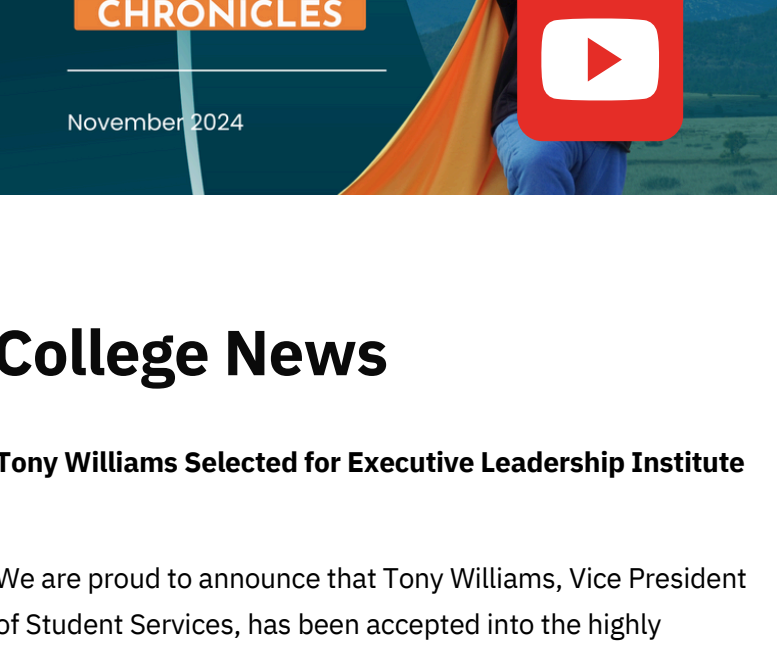 CHRONICLES
November 2024
College News
Tony Williams Selected for Executive Leadership Institute
We are proud to announce that Tony Williams, Vice President
of Student Services, has been accepted into the highly